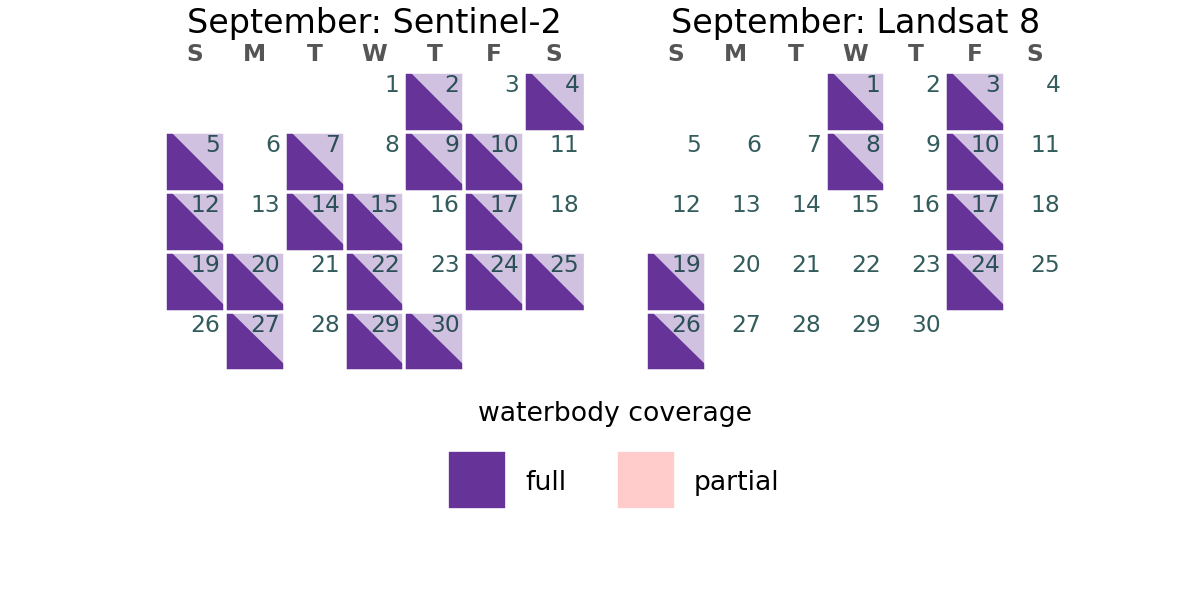 September: Sentinel-2
S M T W T F S
1 2 3 4
5 6 7 8 9 10 11
12 13 14 15 16 17 18
19 20 21 22 23 24 25
26 27 28 29 30
September: Landsat 8
S M T W T F S
1 2 3 4
5 6 7 8 9 10 11
12 13 14 15 16 17 18
19 20 21 22 23 24 25
26 27 28 29 30
waterbody coverage
full partial